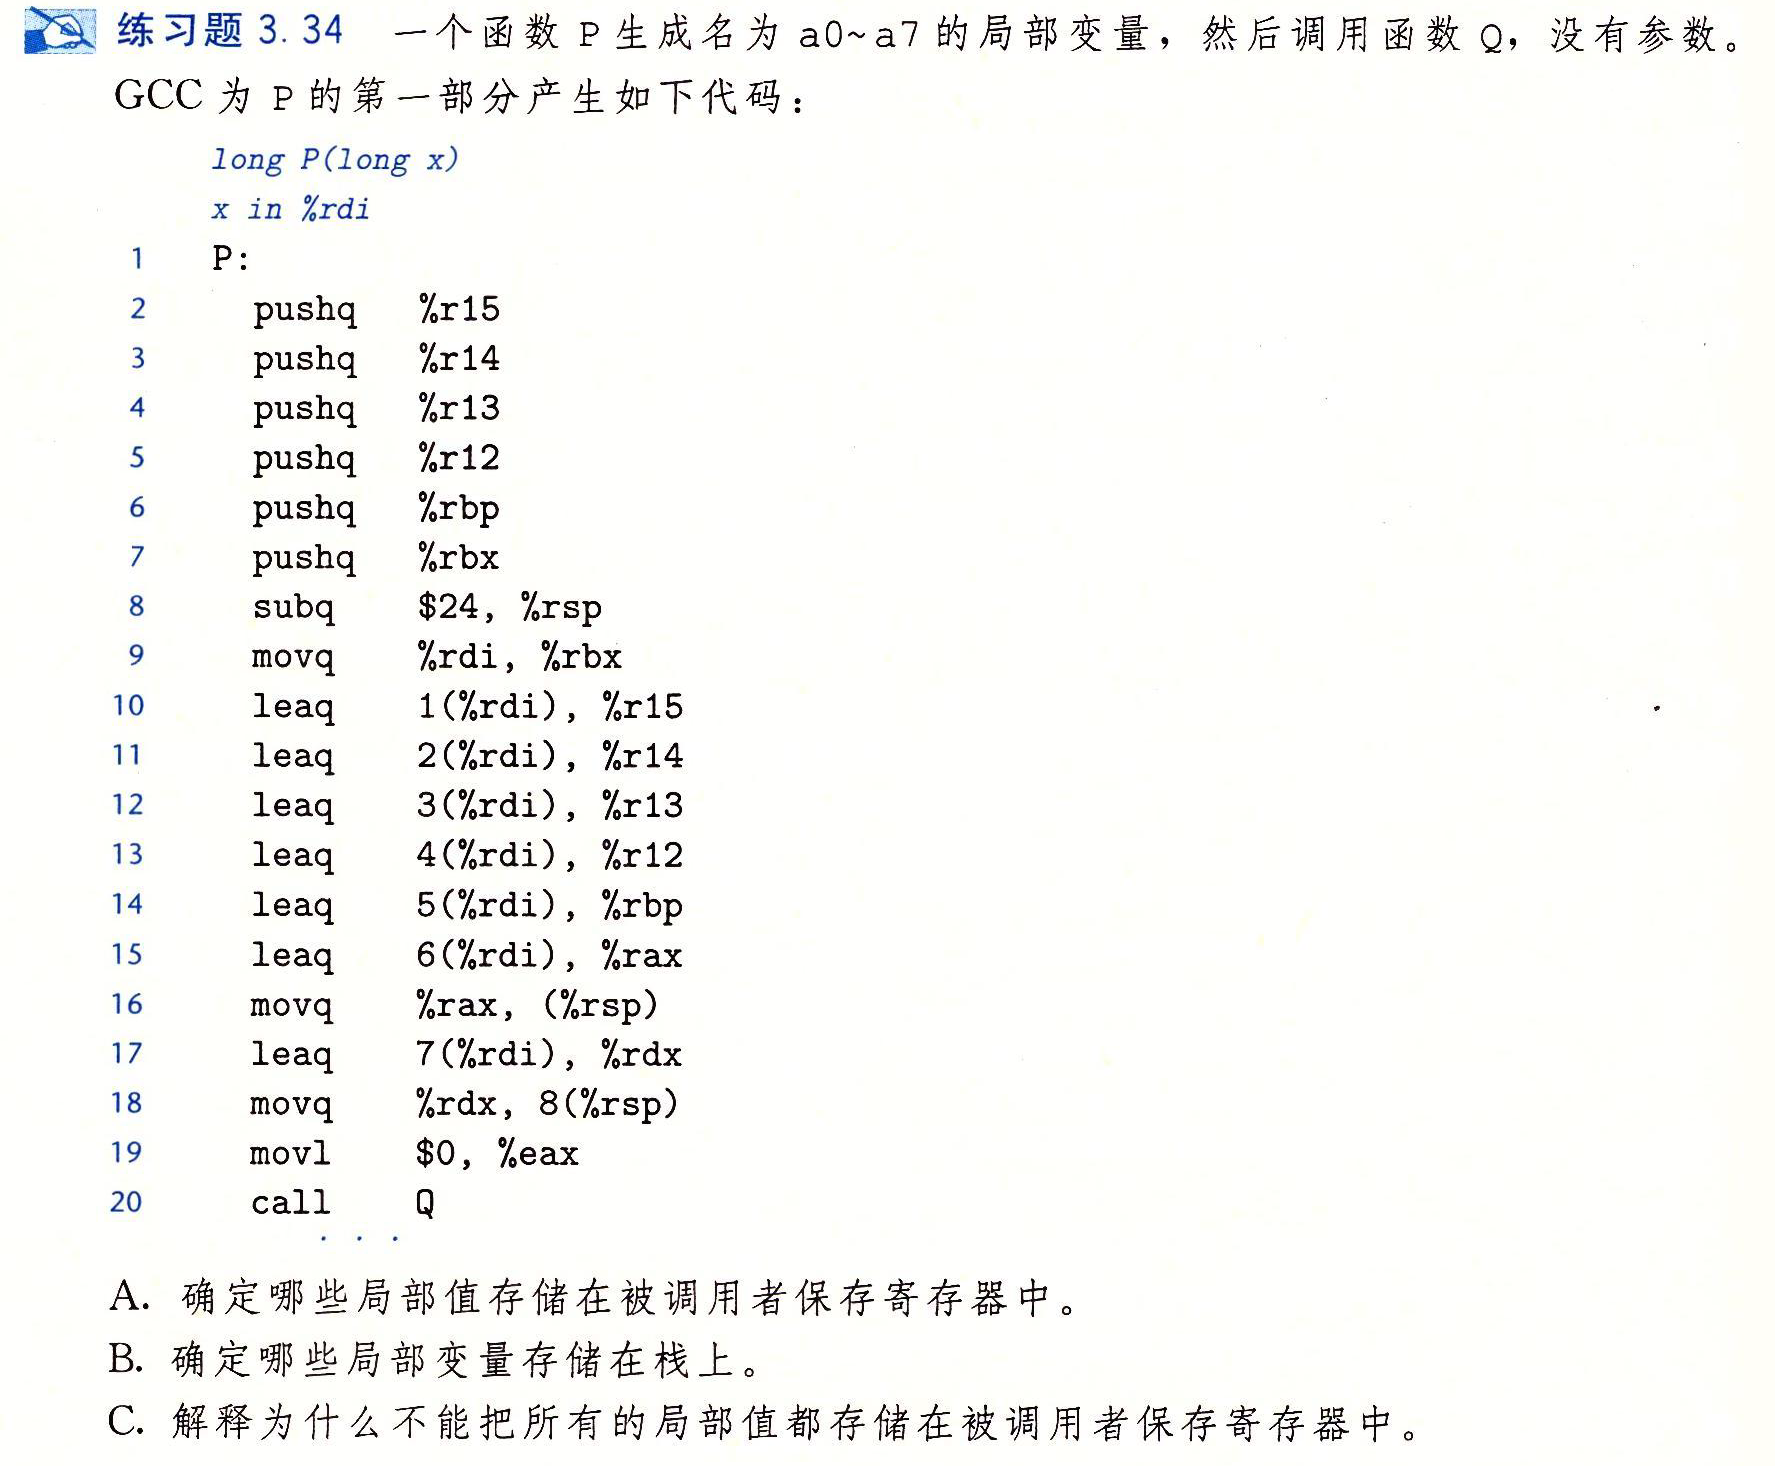 练习题 3.34 一个函数 P 生成名为 a0~a7 的局部变量，然后调用函数 Q，没有参数。
GCC 为 P 的第一部分产生如下代码：
long P(long x)
x in %rdi
1 P:
2 pushq %r15
3 pushq %r14
4 pushq %r13
5 pushq %r12
6 pushq %rbp
7 pushq %rbx
8 subq $24, %rsp
9 movq %rdi, %rbx
10 leaq 1(%rdi), %r15
11 leaq 2(%rdi), %r14
12 leaq 3(%rdi), %r13
13 leaq 4(%rdi), %r12
14 leaq 5(%rdi), %rbp
15 leaq 6(%rdi), %rax
16 movq %rax, (%rsp)
17 leaq 7(%rdi), %rdx
18 movq %rdx, 8(%rsp)
19 movl $0, %eax
20 call Q
. . .
A. 确定哪些局部值存储在被调用者保存寄存器中。
B. 确定哪些局部变量存储在栈上。
C. 解释为什么不能把所有的局部值都存储在被调用者保存寄存器中。